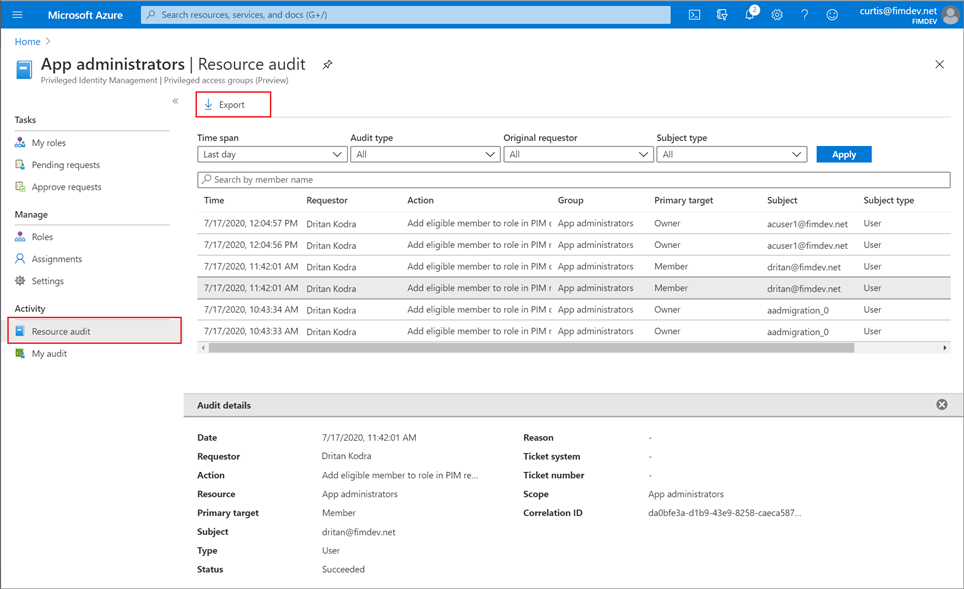 Microsoft Azure
Search resources, services, and docs (G+/)
2
curtis@fimdev.net
FIMDEV
Home >
App administrators | Resource audit
Privileged Identity Management | Privileged access groups (Preview)
«
Export
Tasks
My roles
Pending requests
Approve requests
Manage
Roles
Assignments
Settings
Activity
Resource audit
My audit
Time span Audit type Original requestor Subject type
Last day All All All Apply
Search by member name
Time Requestor Action Group Primary target Subject Subject type
7/17/2020, 12:04:57 PM Dritan Kodra Add eligible member to role in PIM c App administrators Owner acuser1@fimdev.net User
7/17/2020, 12:04:56 PM Dritan Kodra Add eligible member to role in PIM r App administrators Owner acuser1@fimdev.net User
7/17/2020, 11:42:01 AM Dritan Kodra Add eligible member to role in PIM c App administrators Member dritan@fimdev.net User
7/17/2020, 11:42:01 AM Dritan Kodra Add eligible member to role in PIM r App administrators Member dritan@fimdev.net User
7/17/2020, 10:43:34 AM Dritan Kodra Add eligible member to role in PIM c App administrators Owner aadmigration_0 User
7/17/2020, 10:43:33 AM Dritan Kodra Add eligible member to role in PIM r App administrators Owner aadmigration_0 User
Audit details
Date 7/17/2020, 11:42:01 AM
Requestor Dritan Kodra
Action Add eligible member to role in PIM re...
Resource App administrators
Primary target Member
Subject dritan@fimdev.net
Type User
Status Succeeded
Reason -
Ticket system -
Ticket number -
Scope App administrators
Correlation ID da0bfe3a-d1b9-43e9-8258-caeca587...